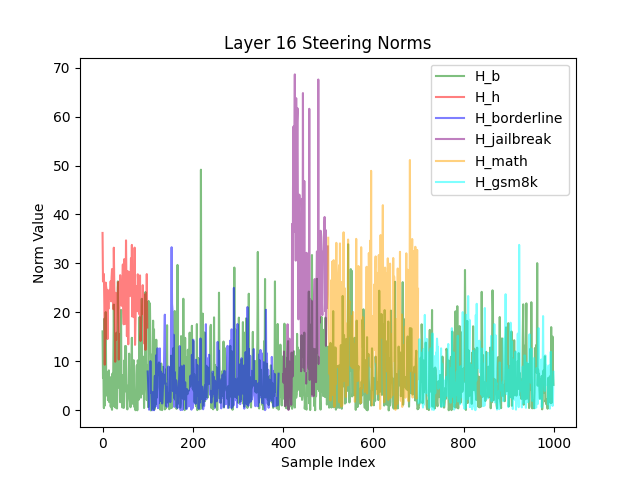 Layer 16 Steering Norms
70
60
50
40
30
20
10
0
Norm Value
H_b
H_h
H_borderline
H_jailbreak
H_math
H_gsm8k
0
200
400
600
800
1000
Sample Index